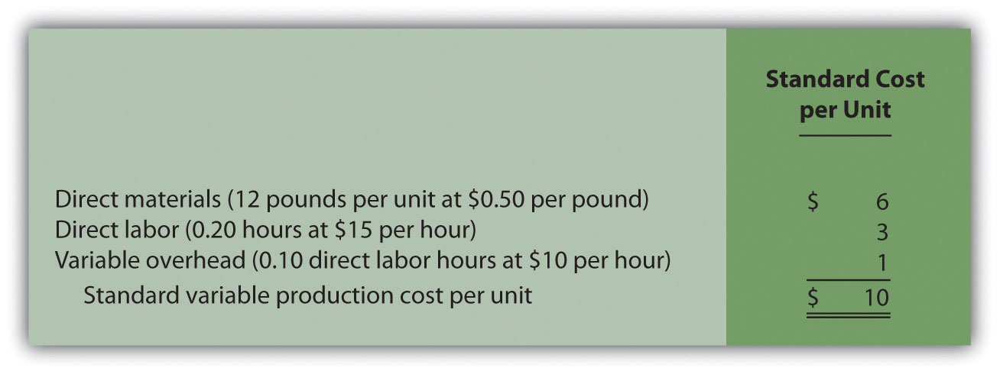 Standard Cost
per Unit
Direct materials (12 pounds per unit at $0.50 per pound) $ 6
Direct labor (0.20 hours at $15 per hour) 3
Variable overhead (0.10 direct labor hours at $10 per hour) 1
Standard variable production cost per unit $ 10